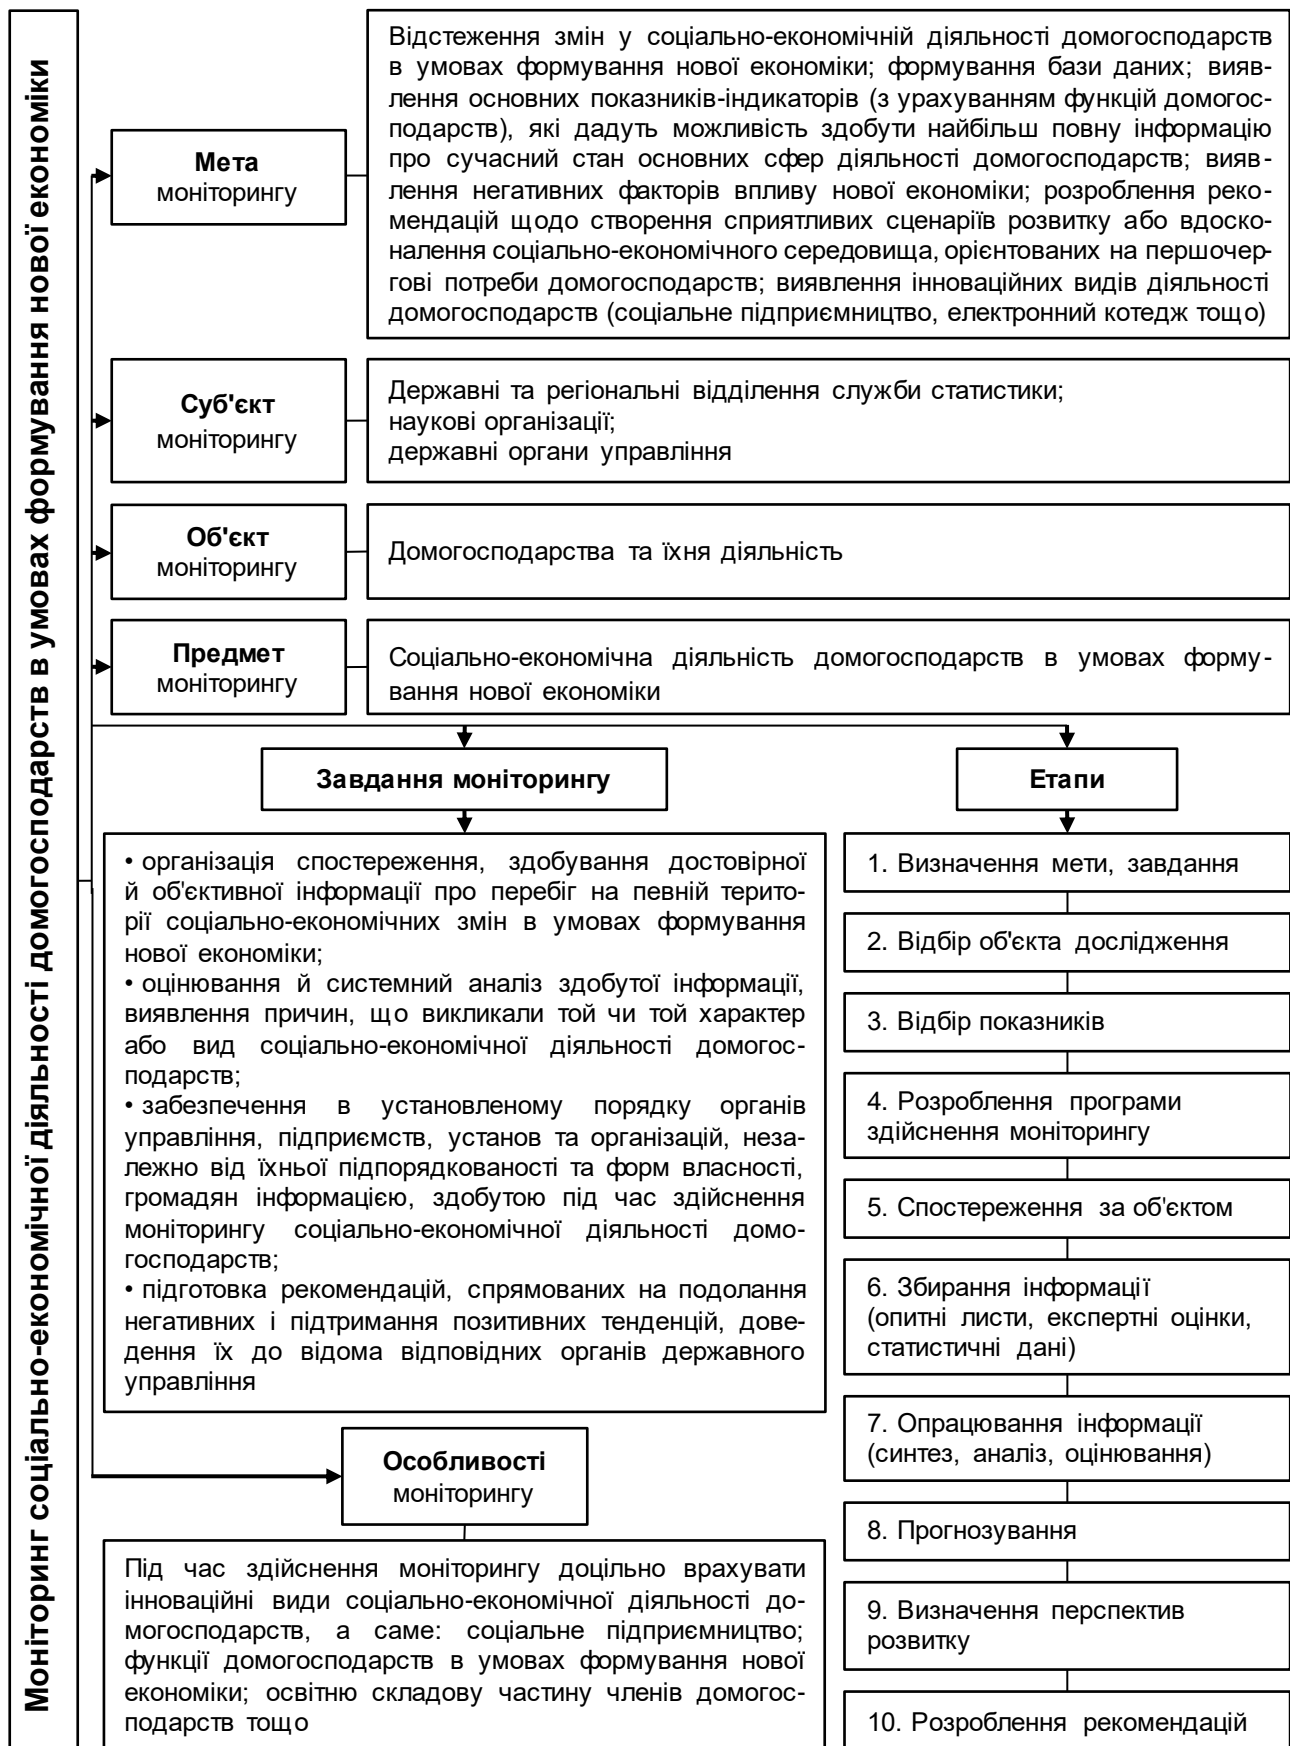 Моніторинг соціально-економічної діяльності домогосподарств в умовах формування нової економіки
Мета
моніторингу
Відстеження змін у соціально-економічній діяльності домогосподарств
в умовах формування нової економіки; формування бази даних; вияв-
лення основних показників-індикаторів (з урахуванням функцій домогос-
подарств), які дадуть можливість здобути найбільш повну інформацію
про сучасний стан основних сфер діяльності домогосподарств; вияв-
лення негативних факторів впливу нової економіки; розроблення реко-
мендацій щодо створення сприятливих сценаріїв розвитку або вдоско-
налення соціально-економічного середовища, орієнтованих на першочер-
гові потреби домогосподарств; виявлення інноваційних видів діяльності
домогосподарств (соціальне підприємництво, електронний котедж тощо)
Суб'єкт
моніторингу
Державні та регіональні відділення служби статистики;
наукові організації;
державні органи управління
Об'єкт
моніторингу
Домогосподарства та їхня діяльність
Предмет
моніторингу
Соціально-економічна діяльність домогосподарств в умовах форму-
вання нової економіки
Завдання моніторингу
• організація спостереження, здобування достовірної
й об'єктивної інформації про перебіг на певній терито-
рії соціально-економічних змін в умовах формування
нової економіки;
• оцінювання й системний аналіз здобутої інформації,
виявлення причин, що викликали той чи той характер
або вид соціально-економічної діяльності домогос-
подарств;
• забезпечення в установленому порядку органів
управління, підприємств, установ та організацій, неза-
лежно від їхньої підпорядкованості та форм власності,
громадян інформацією, здобутою під час здійснення
моніторингу соціально-економічної діяльності домо-
господарств;
• підготовка рекомендацій, спрямованих на подолання
негативних і підтримання позитивних тенденцій, дове-
дення їх до відома відповідних органів державного
управління
Особливості
моніторингу
Під час здійснення моніторингу доцільно врахувати
інноваційні види соціально-економічної діяльності до-
могосподарств, а саме: соціальне підприємництво;
функції домогосподарств в умовах формування нової
економіки; освітню складову частину членів домогос-
подарств тощо
Етапи
1. Визначення мети, завдання
2. Відбір об'єкта дослідження
3. Відбір показників
4. Розроблення програми
здійснення моніторингу
5. Спостереження за об'єктом
6. Збирання інформації
(опитні листи, експертні оцінки,
статистичні дані)
7. Опрацювання інформації
(синтез, аналіз, оцінювання)
8. Прогнозування
9. Визначення перспектив
розвитку
10. Розроблення рекомендацій